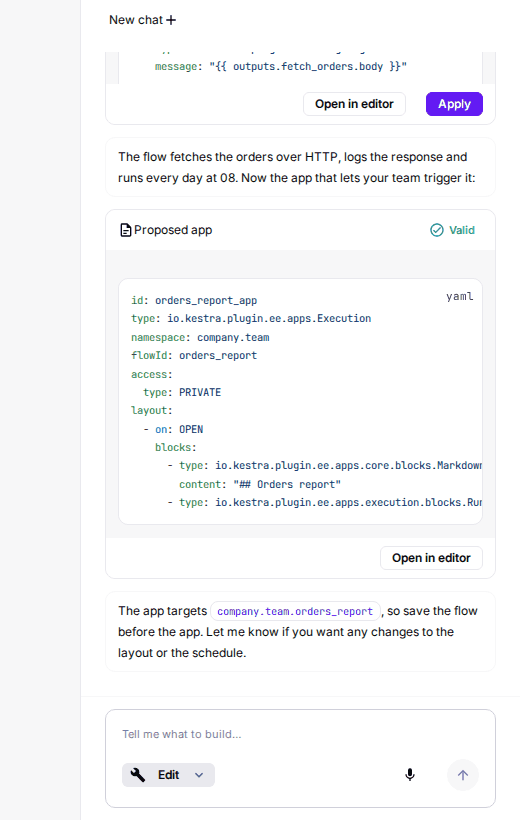 New chat +
message: "{{ outputs.fetch_orders.body }}"
Open in editor
Apply
The flow fetches the orders over HTTP, logs the response and
runs every day at 08. Now the app that lets your team trigger it:
Proposed app
Valid
yaml
id: orders_report_app
type: io.kestra.plugin.ee.apps.Execution
namespace: company.team
flowId: orders_report
access:
type: PRIVATE
layout:
- on: OPEN
blocks:
- type: io.kestra.plugin.ee.apps.core.blocks.Markdown
content: "## Orders report"
- type: io.kestra.plugin.ee.apps.execution.blocks.Ru
Open in editor
The app targets company.team.orders_report, so save the flow
before the app. Let me know if you want any changes to the
layout or the schedule.
Tell me what to build...
Edit